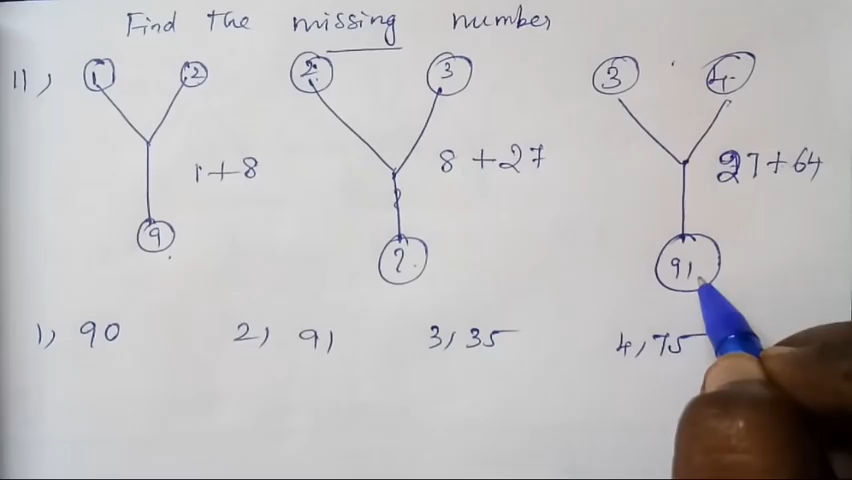 Find the missing number
11, 1 2 2 3 3 4
1+8 8+27 27+64
9 ? 91
1, 90 2, 91 3, 35 4, 75